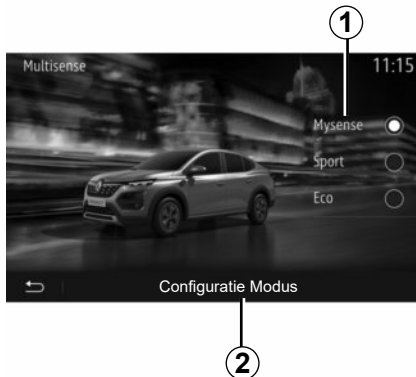 1
Multisense 11:15
Mysense
Sport
Eco
Configuratie Modus
2